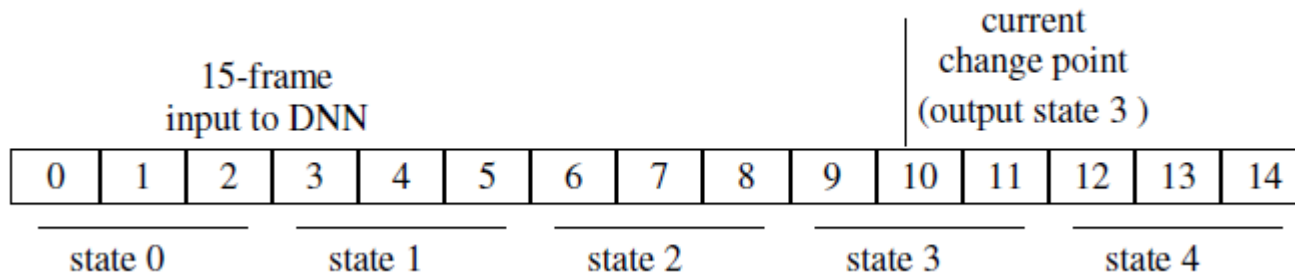 15-frame
input to DNN
current
change point
(output state 3 )
0 1 2 3 4 5 6 7 8 9 10 11 12 13 14
state 0 state 1 state 2 state 3 state 4